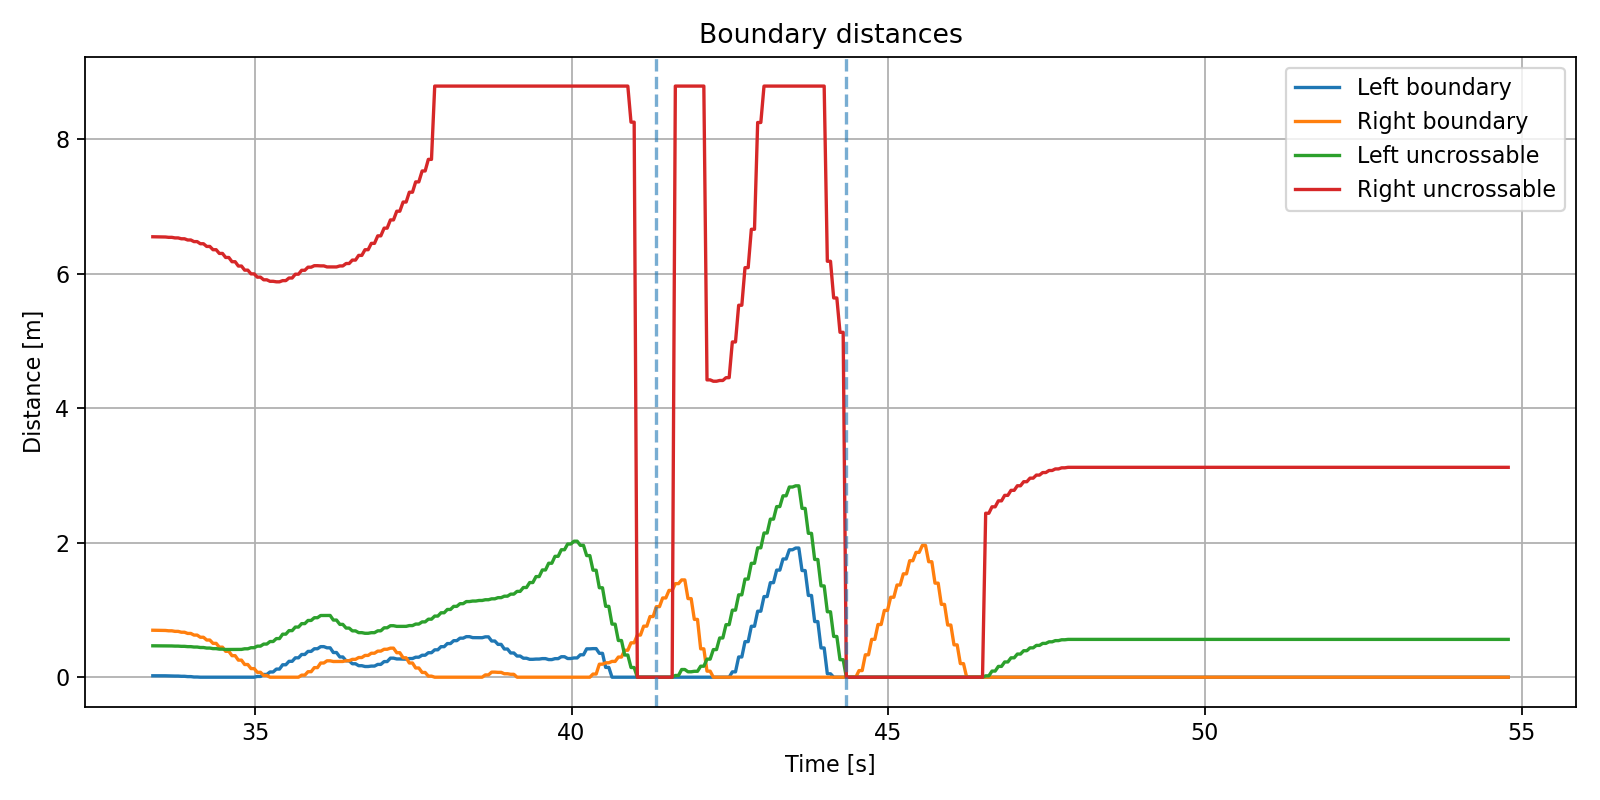 Boundary distances
Left boundary
Right boundary
Left uncrossable
Right uncrossable
Distance [m]
8
6
4
2
0
35
40
45
50
55
Time [s]